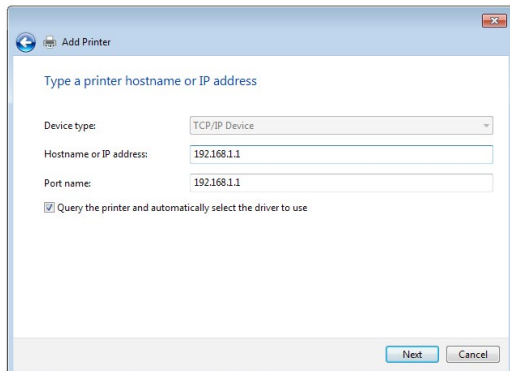 Add Printer
Type a printer hostname or IP address
Device type: TCP/IP Device
Hostname or IP address: 192.168.1.1
Port name: 192.168.1.1
Query the printer and automatically select the driver to use
Next Cancel